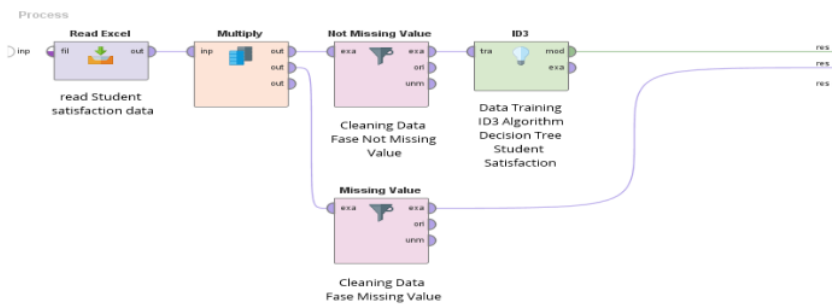 Process
Read Excel
inp
fil
out
read Student
satisfaction data
Multiply
inp
out
out
out
Not Missing Value
exa
exa
ori
unm
Cleaning Data
Fase Not Missing
Value
ID3
tra
mod
exa
Data Training
ID3 Algorithm
Decision Tree
Student
Satisfaction
res
res
res
Missing Value
exa
exa
ori
unm
Cleaning Data
Fase Missing Value